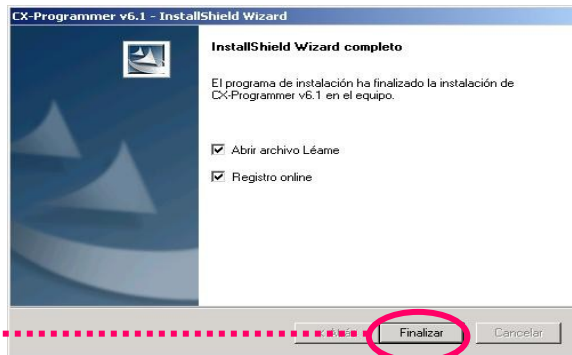 CX-Programmer v6.1 - InstallShield Wizard
InstallShield Wizard completo
El programa de instalación ha finalizado la instalación de
CX-Programmer v6.1 en el equipo.
Abrir archivo Léame
Registro online
Finalizar
Cancelar